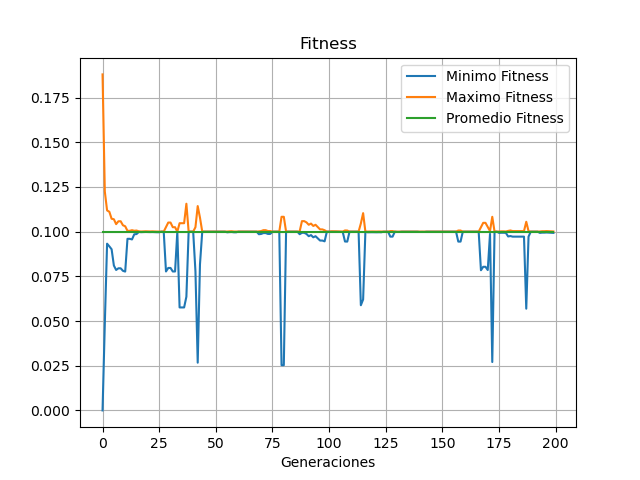 Fitness
Minimo Fitness
Maximo Fitness
Promedio Fitness
0.175
0.150
0.125
0.100
0.075
0.050
0.025
0.000
0 25 50 75 100 125 150 175 200
Generaciones